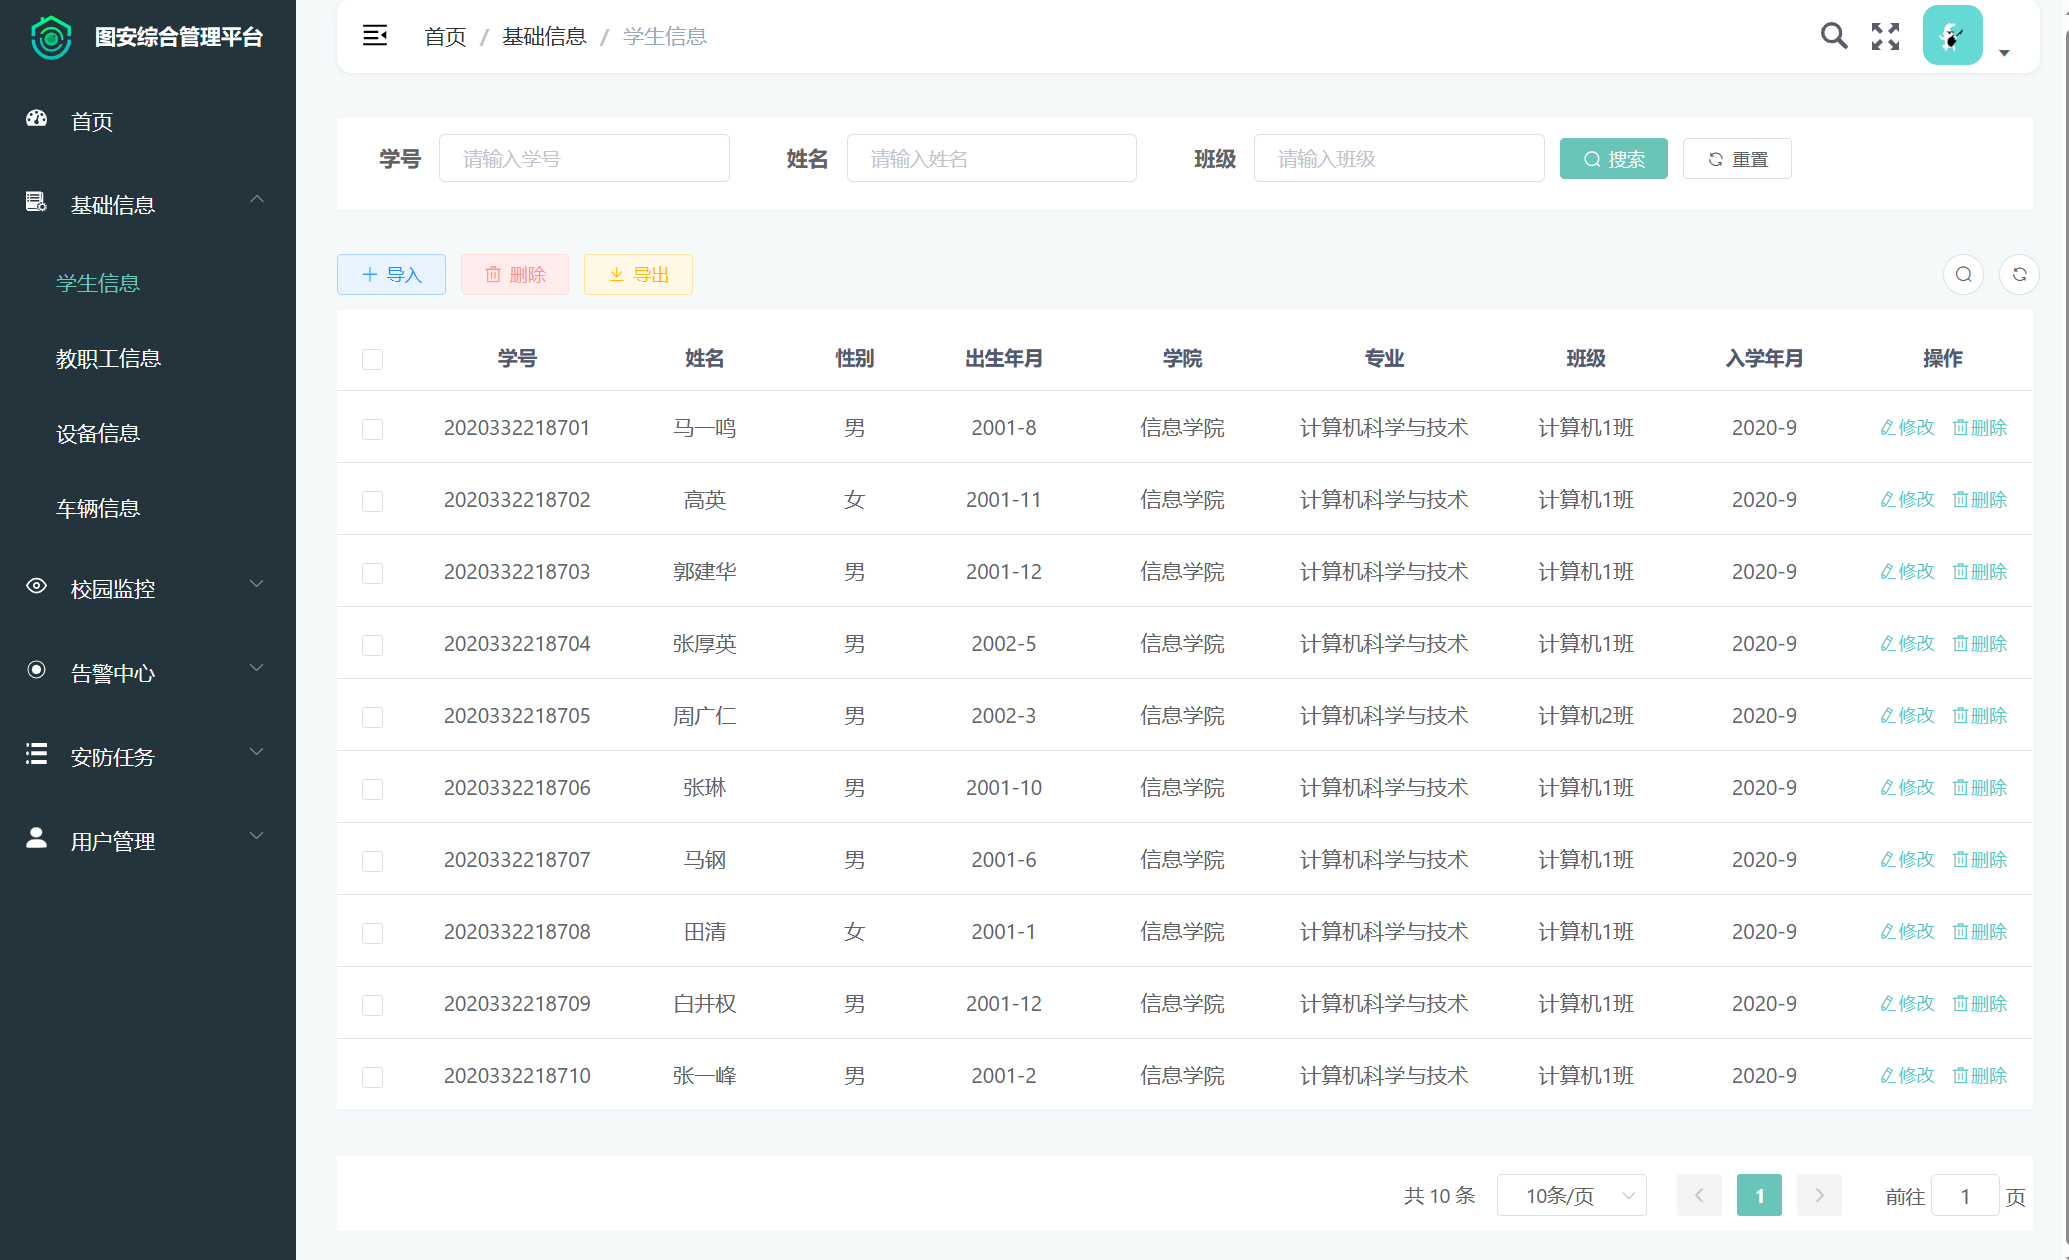 图安综合管理平台
首页
基础信息
学生信息
教职工信息
设备信息
车辆信息
校园监控
告警中心
安防任务
用户管理
首页 / 基础信息 / 学生信息
学号 请输入学号 姓名 请输入姓名 班级 请输入班级 搜索 重置
导入 删除 导出
学号 姓名 性别 出生年月 学院 专业 班级 入学年月 操作
2020332218701 马一鸣 男 2001-8 信息学院 计算机科学与技术 计算机1班 2020-9 修改 删除
2020332218702 高英 女 2001-11 信息学院 计算机科学与技术 计算机1班 2020-9 修改 删除
2020332218703 郭建华 男 2001-12 信息学院 计算机科学与技术 计算机1班 2020-9 修改 删除
2020332218704 张厚英 男 2002-5 信息学院 计算机科学与技术 计算机1班 2020-9 修改 删除
2020332218705 周广仁 男 2002-3 信息学院 计算机科学与技术 计算机2班 2020-9 修改 删除
2020332218706 张琳 男 2001-10 信息学院 计算机科学与技术 计算机1班 2020-9 修改 删除
2020332218707 马钢 男 2001-6 信息学院 计算机科学与技术 计算机1班 2020-9 修改 删除
2020332218708 田清 女 2001-1 信息学院 计算机科学与技术 计算机1班 2020-9 修改 删除
2020332218709 白井权 男 2001-12 信息学院 计算机科学与技术 计算机1班 2020-9 修改 删除
2020332218710 张一峰 男 2001-2 信息学院 计算机科学与技术 计算机1班 2020-9 修改 删除
共 10 条 10条/页 1 前往 1 页